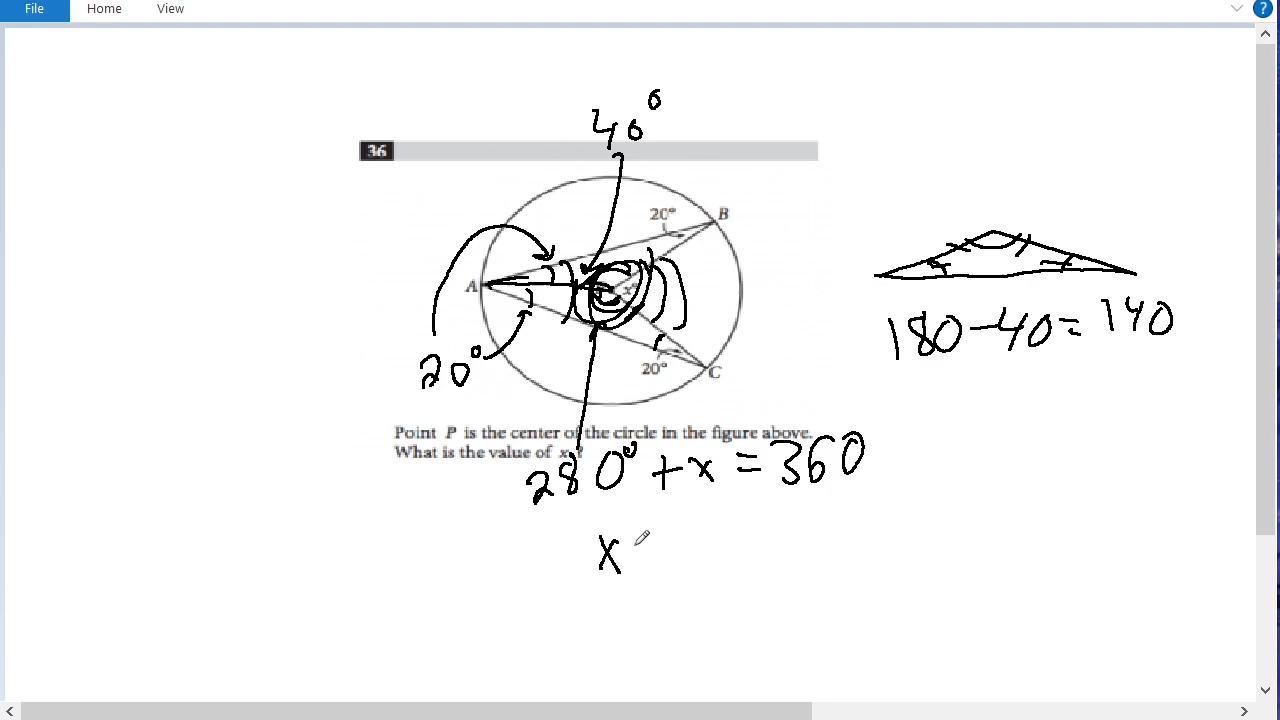 File Home View
?
40°
36
20° B
A
x°
20°
20° C
180-40=140
Point P is the center of the circle in the figure above.
What is the value of x?
280° + x = 360
x